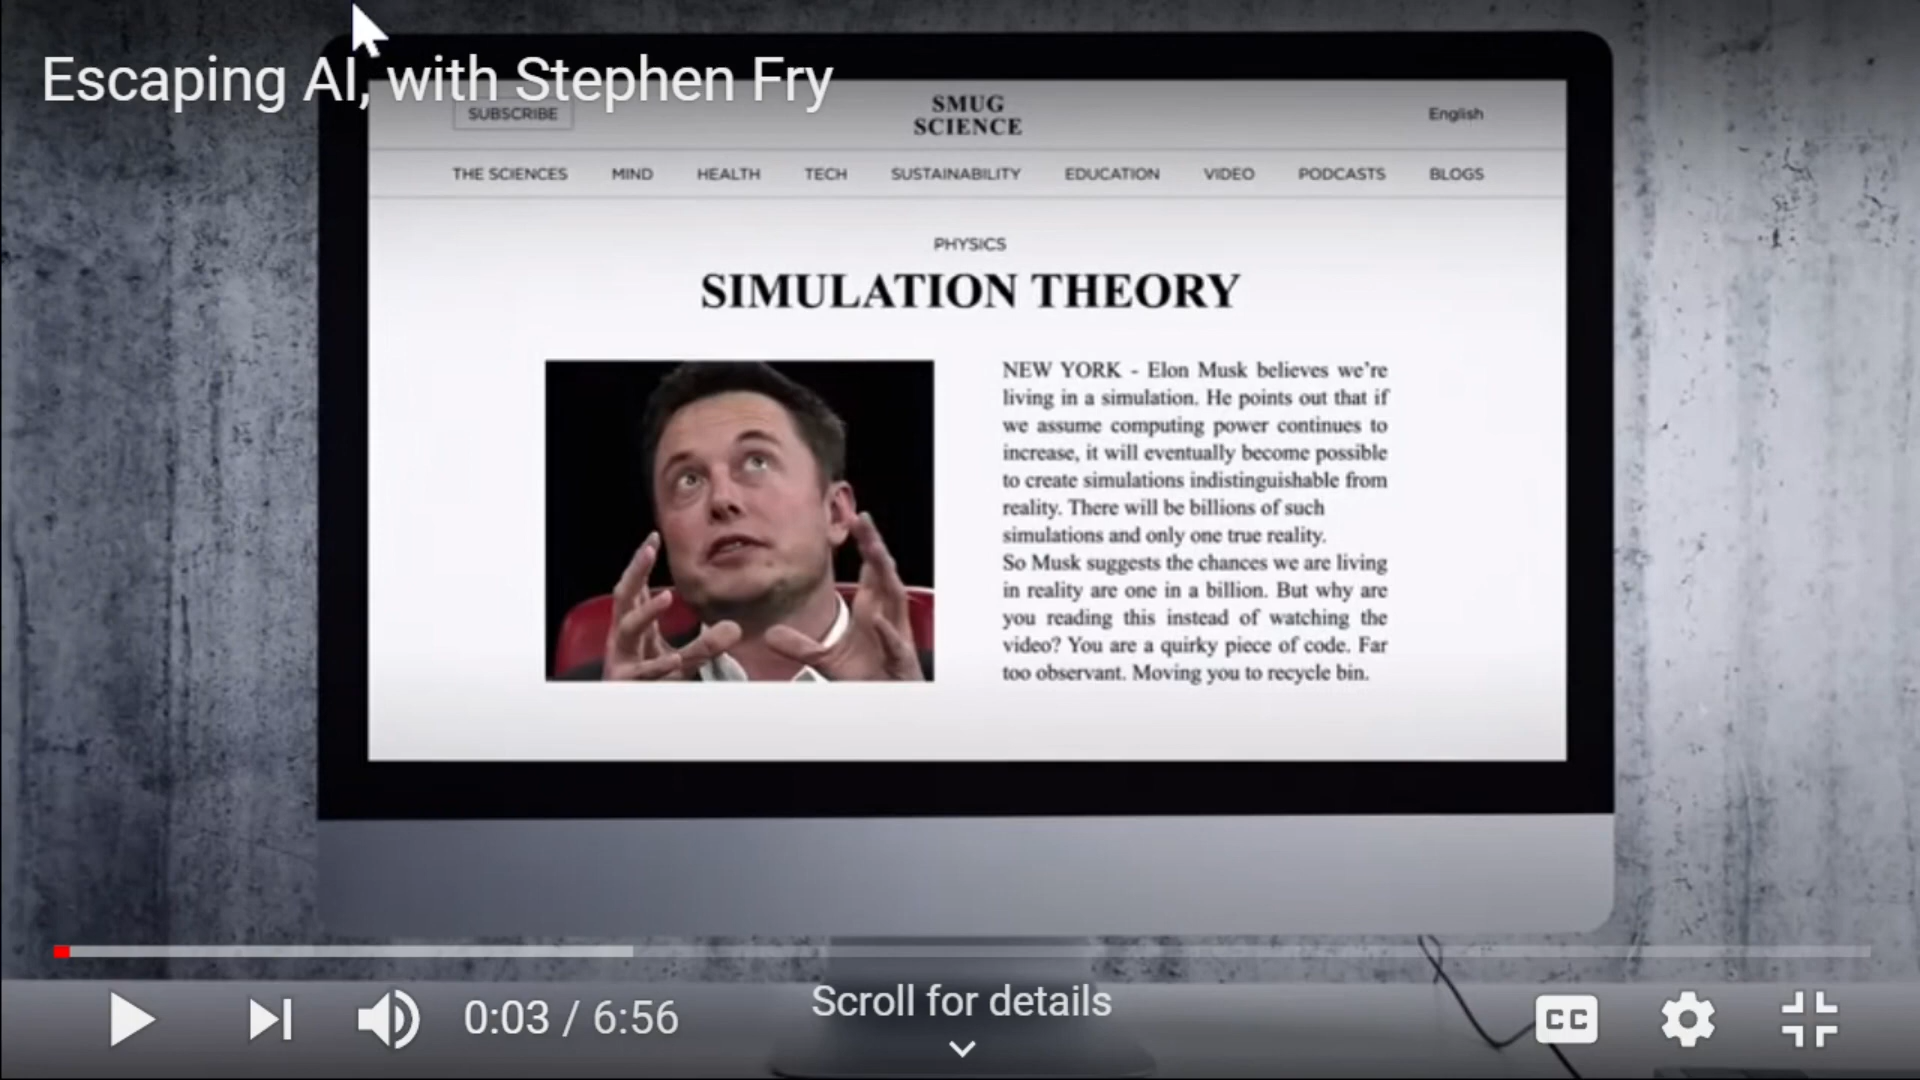 Escaping AI, with Stephen Fry
SUBSCRIBE
SMUG
SCIENCE
English
THE SCIENCES MIND HEALTH TECH SUSTAINABILITY EDUCATION VIDEO PODCASTS BLOGS
PHYSICS
SIMULATION THEORY
NEW YORK - Elon Musk believes we're
living in a simulation. He points out that if
we assume computing power continues to
increase, it will eventually become possible
to create simulations indistinguishable from
reality. There will be billions of such
simulations and only one true reality.
So Musk suggests the chances we are living
in reality are one in a billion. But why are
you reading this instead of watching the
video? You are a quirky piece of code. Far
too observant. Moving you to recycle bin.
0:03 / 6:56
Scroll for details
CC